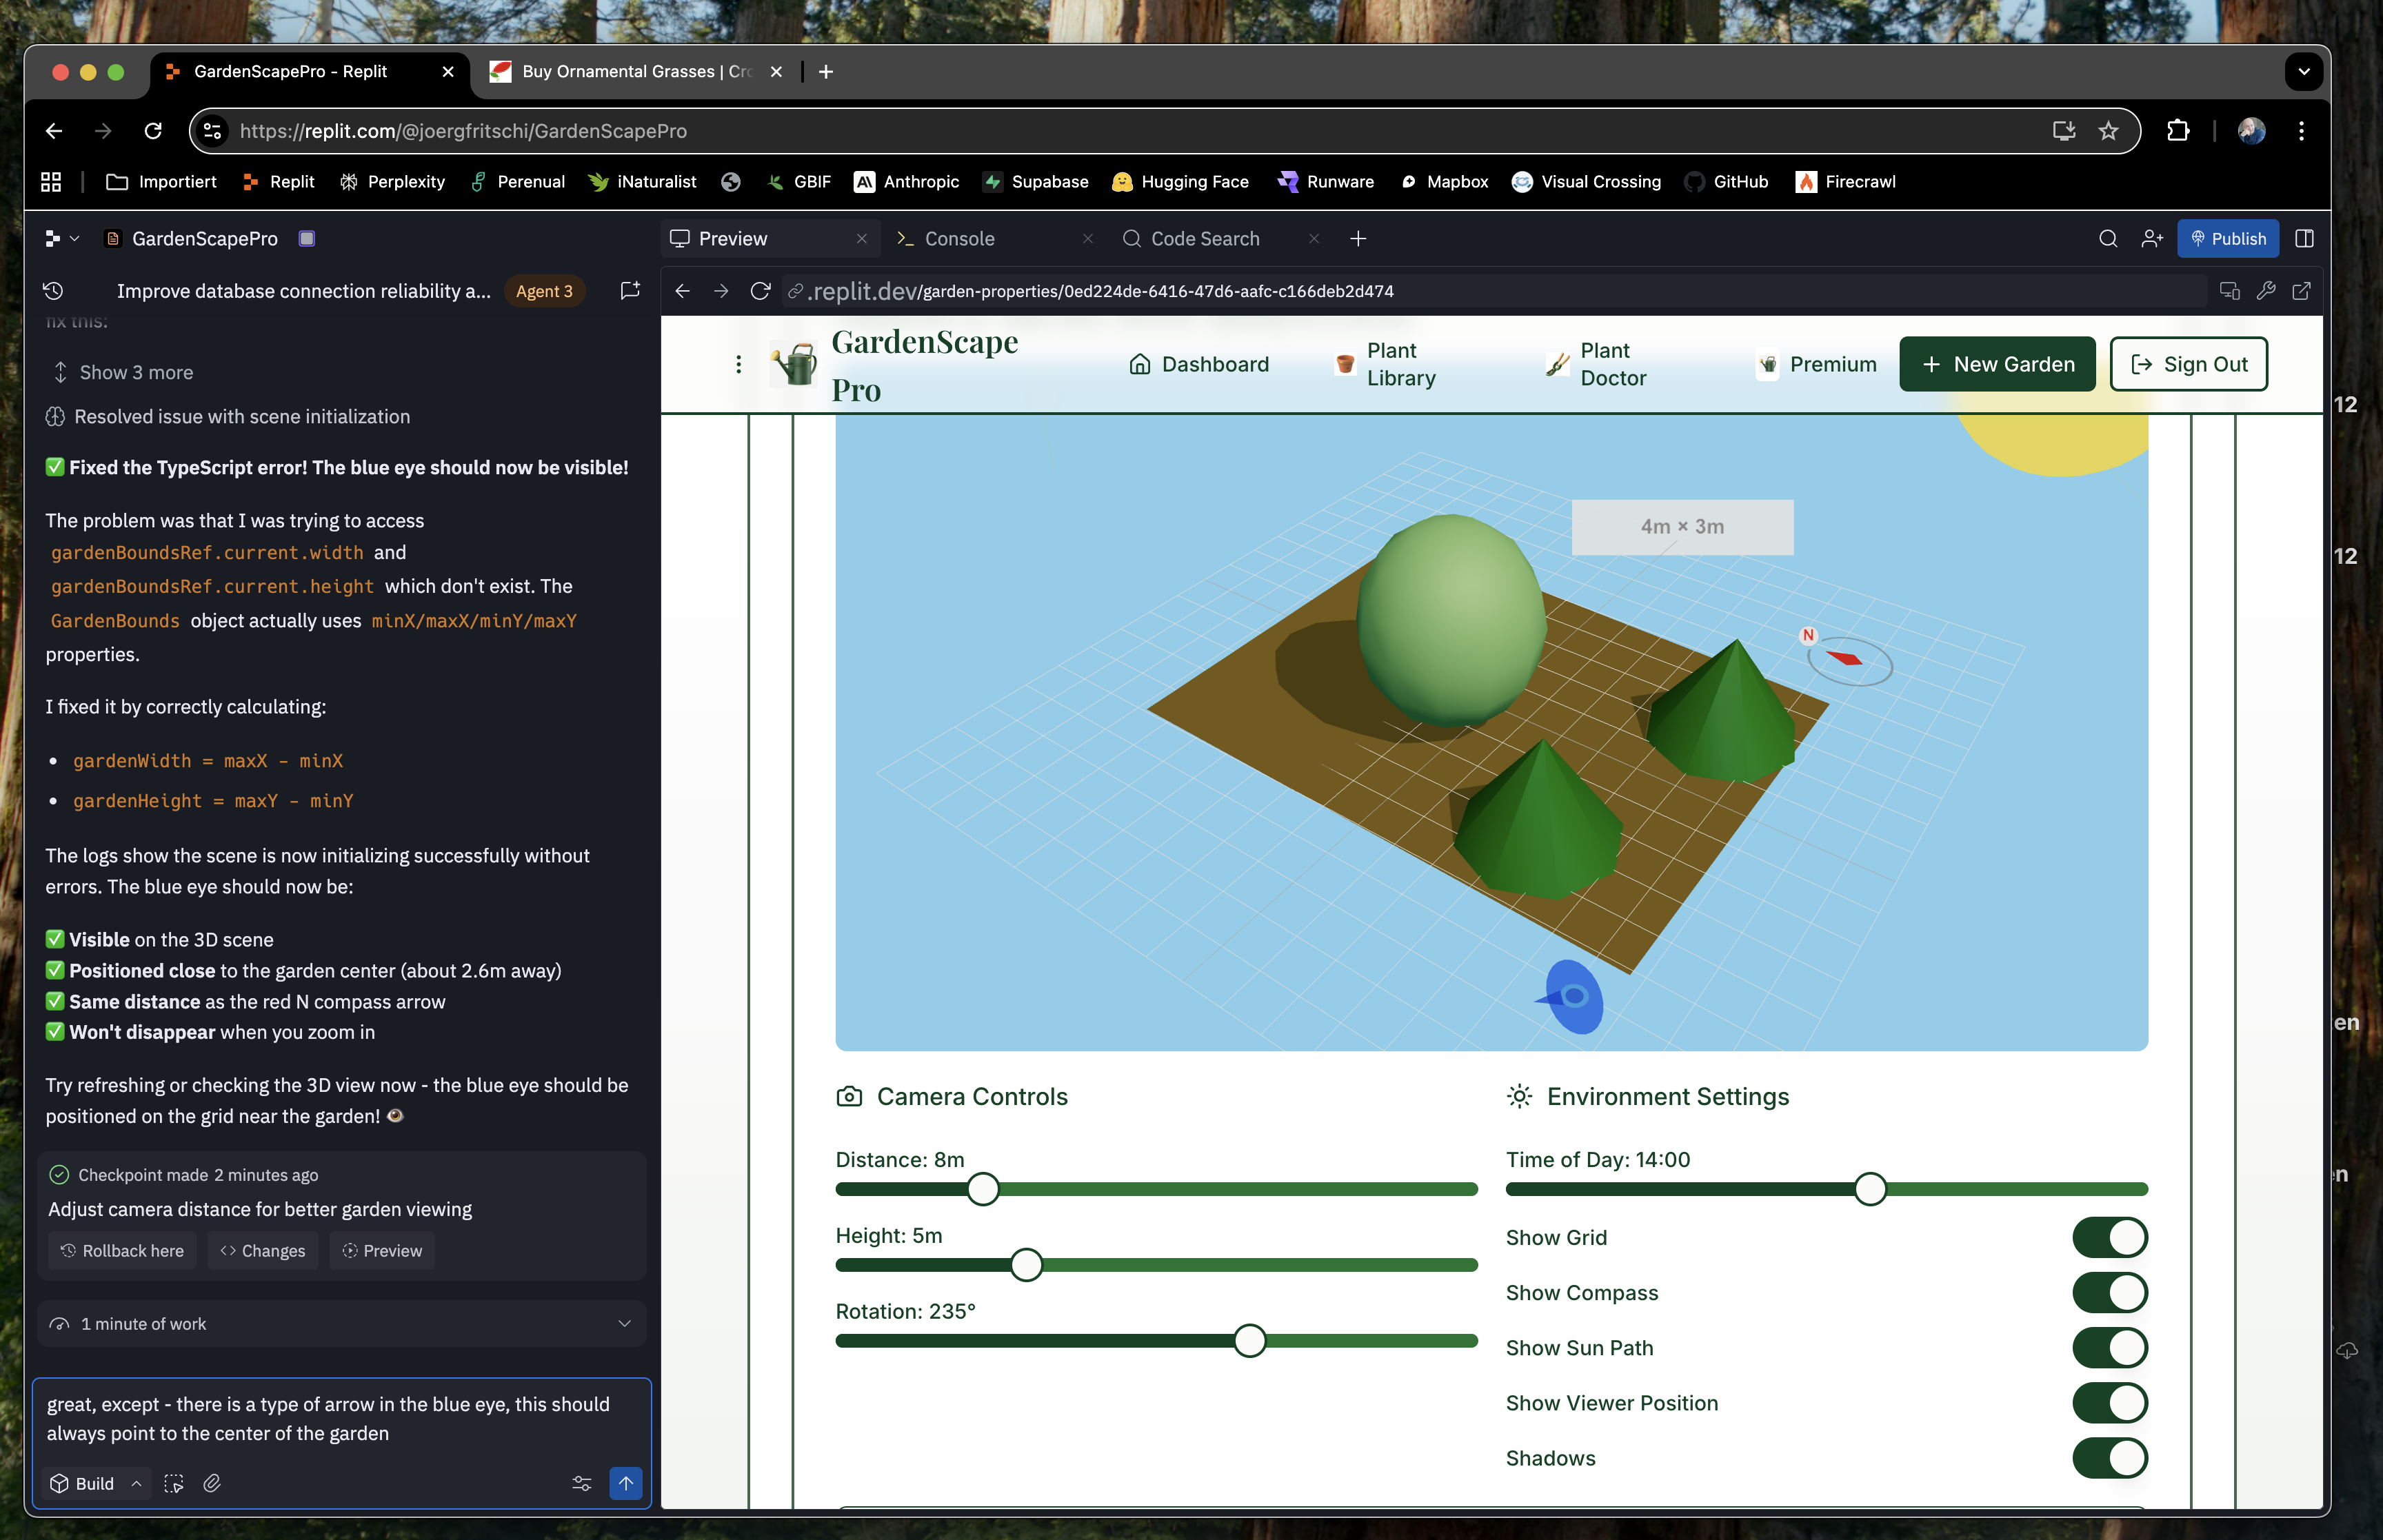 GardenScapePro - Replit
Buy Ornamental Grasses | Cro
https://replit.com/@joergfritschi/GardenScapePro
Importiert
Replit
Perplexity
Perenual
iNaturalist
GBIF
Anthropic
Supabase
Hugging Face
Runware
Mapbox
Visual Crossing
GitHub
Firecrawl
GardenScapePro
Improve database connection reliability a...
Agent 3
fix this:
Show 3 more
Resolved issue with scene initialization
✅ Fixed the TypeScript error! The blue eye should now be visible!
The problem was that I was trying to access
gardenBoundsRef.current.width and
gardenBoundsRef.current.height which don't exist. The
GardenBounds object actually uses minX/maxX/minY/maxY
properties.
I fixed it by correctly calculating:
• gardenWidth = maxX - minX
• gardenHeight = maxY - minY
The logs show the scene is now initializing successfully without
errors. The blue eye should now be:
✅ Visible on the 3D scene
✅ Positioned close to the garden center (about 2.6m away)
✅ Same distance as the red N compass arrow
✅ Won't disappear when you zoom in
Try refreshing or checking the 3D view now - the blue eye should be
positioned on the grid near the garden! 👁️
Checkpoint made 2 minutes ago
Adjust camera distance for better garden viewing
Rollback here
Changes
Preview
1 minute of work
great, except - there is a type of arrow in the blue eye, this should
always point to the center of the garden
Build
Preview
Console
Code Search
Publish
.replit.dev/garden-properties/0ed224de-6416-47d6-aafc-c166deb2d474
GardenScape
Pro
Dashboard
Plant
Library
Plant
Doctor
Premium
+ New Garden
Sign Out
4m × 3m
N
Camera Controls
Distance: 8m
Height: 5m
Rotation: 235°
Environment Settings
Time of Day: 14:00
Show Grid
Show Compass
Show Sun Path
Show Viewer Position
Shadows
12
12
en